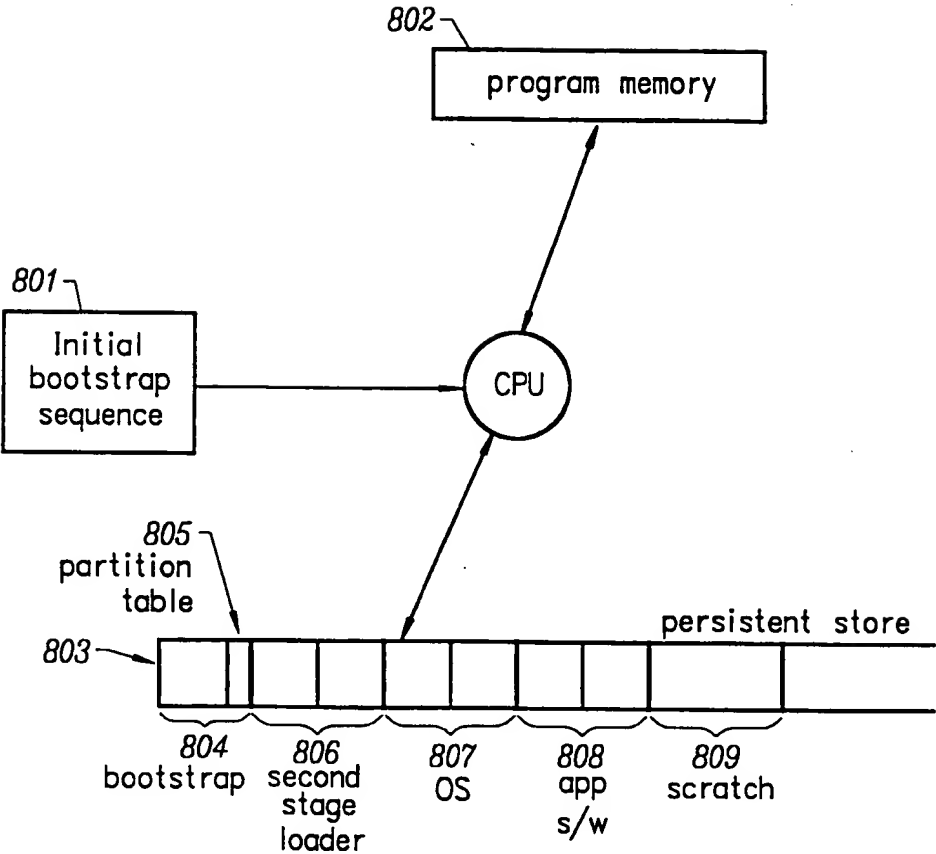 802
program memory
801
Initial
bootstrap
sequence
CPU
805
partition
table
persistent store
803
804
bootstrap
806
second
stage
loader
807
OS
808
app
s/w
809
scratch